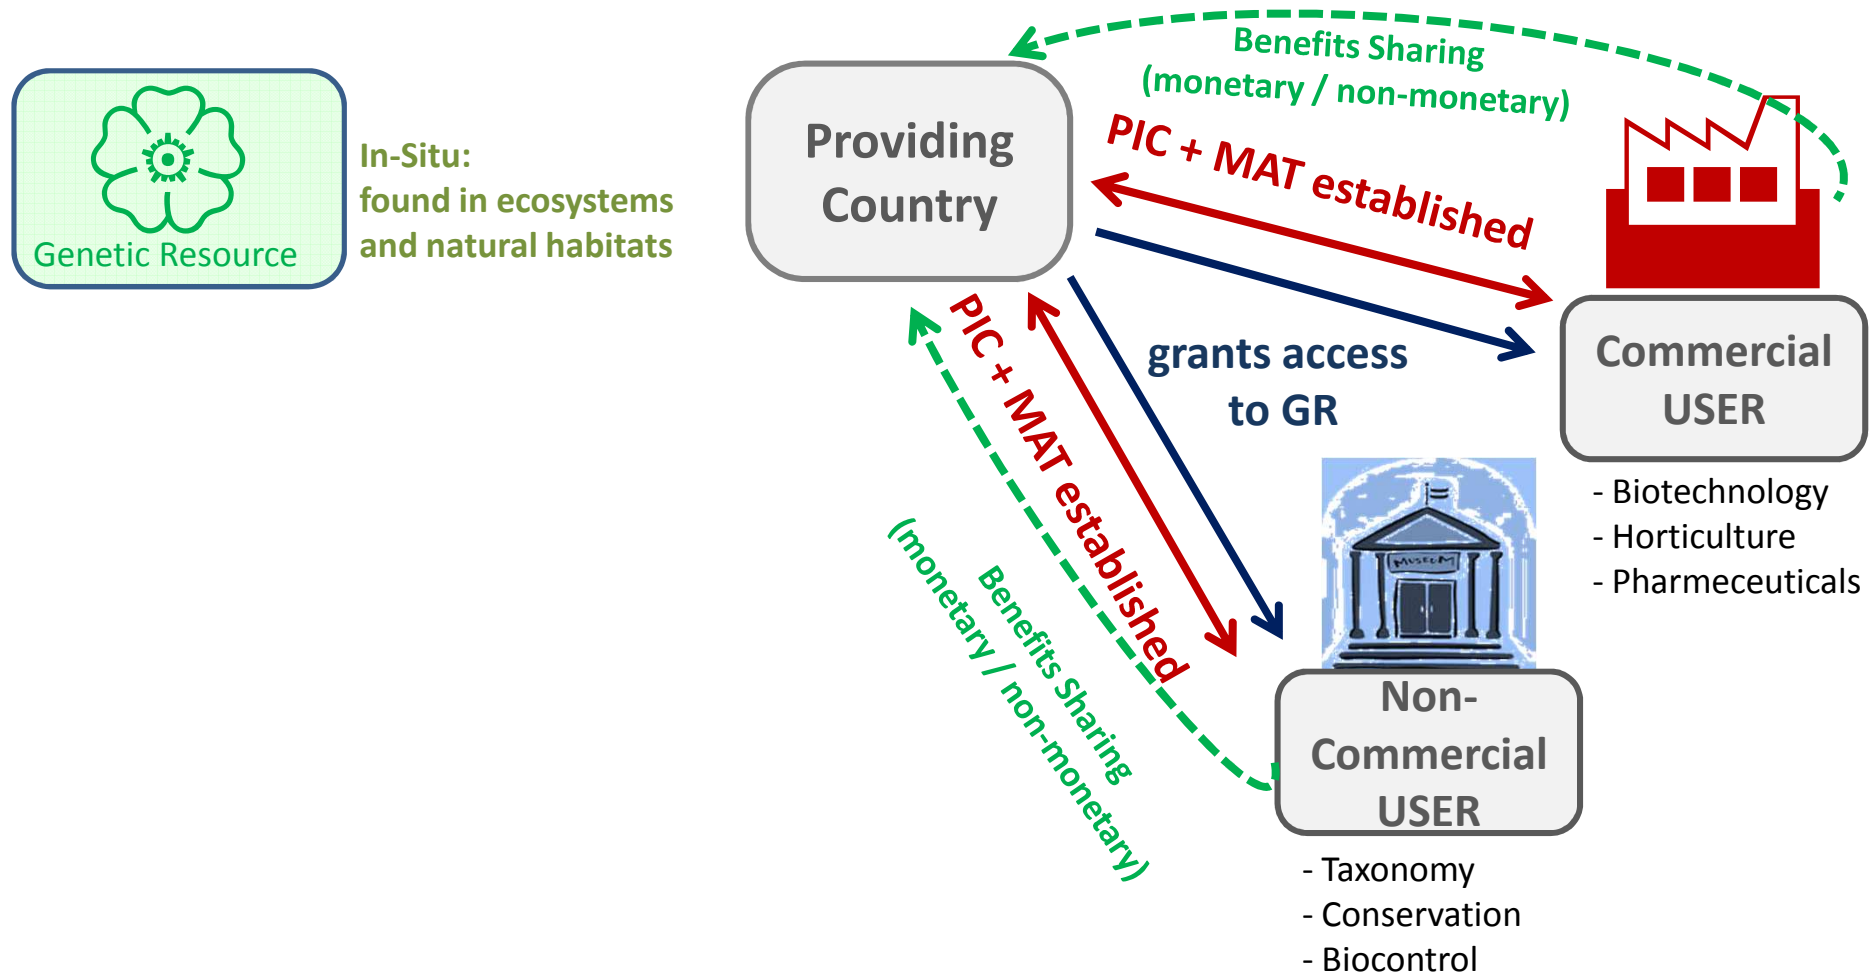 Genetic Resource
In-Situ:
found in ecosystems
and natural habitats
Providing
Country
Benefits Sharing
(monetary / non-monetary)
PIC + MAT established
grants access
to GR
Commercial
USER
- Biotechnology
- Horticulture
- Pharmeceuticals
PIC + MAT established
Benefits Sharing
(monetary / non-monetary)
MUSEUM
Non-
Commercial
USER
- Taxonomy
- Conservation
- Biocontrol